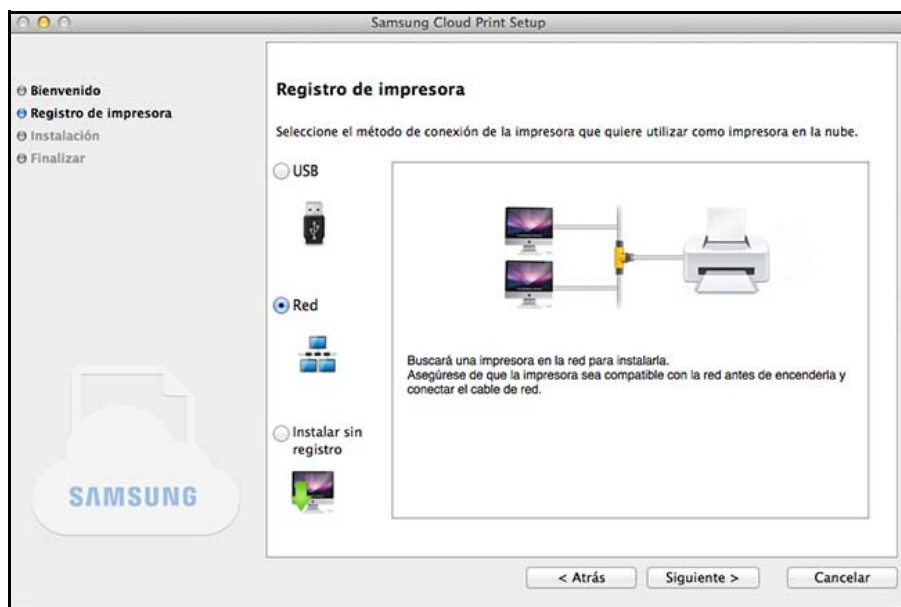 Samsung Cloud Print Setup
Bienvenido
Registro de impresora
Instalación
Finalizar
SAMSUNG
Registro de impresora
Seleccione el método de conexión de la impresora que quiere utilizar como impresora en la nube.
USB
Red
Instalar sin
registro
Buscará una impresora en la red para instalarla.
Asegúrese de que la impresora sea compatible con la red antes de encenderla y
conectar el cable de red.
< Atrás
Siguiente >
Cancelar